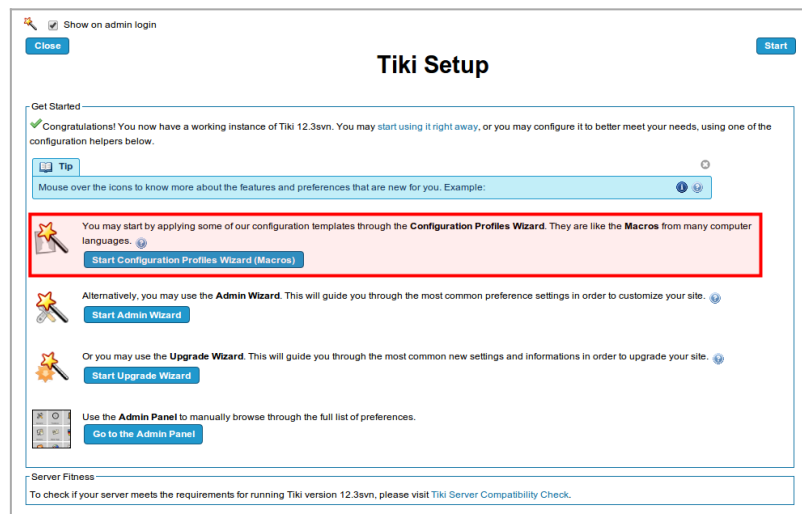 Show on admin login
Close
Start
Tiki Setup
Get Started
Congratulations! You now have a working instance of Tiki 12.3svn. You may start using it right away, or you may configure it to better meet your needs, using one of the
configuration helpers below.
Tip
Mouse over the icons to know more about the features and preferences that are new for you. Example:
You may start by applying some of our configuration templates through the Configuration Profiles Wizard. They are like the Macros from many computer
languages.
Start Configuration Profiles Wizard (Macros)
Alternatively, you may use the Admin Wizard. This will guide you through the most common preference settings in order to customize your site.
Start Admin Wizard
Or you may use the Upgrade Wizard. This will guide you through the most common new settings and informations in order to upgrade your site.
Start Upgrade Wizard
Use the Admin Panel to manually browse through the full list of preferences.
Go to the Admin Panel
Server Fitness
To check if your server meets the requirements for running Tiki version 12.3svn, please visit Tiki Server Compatibility Check.